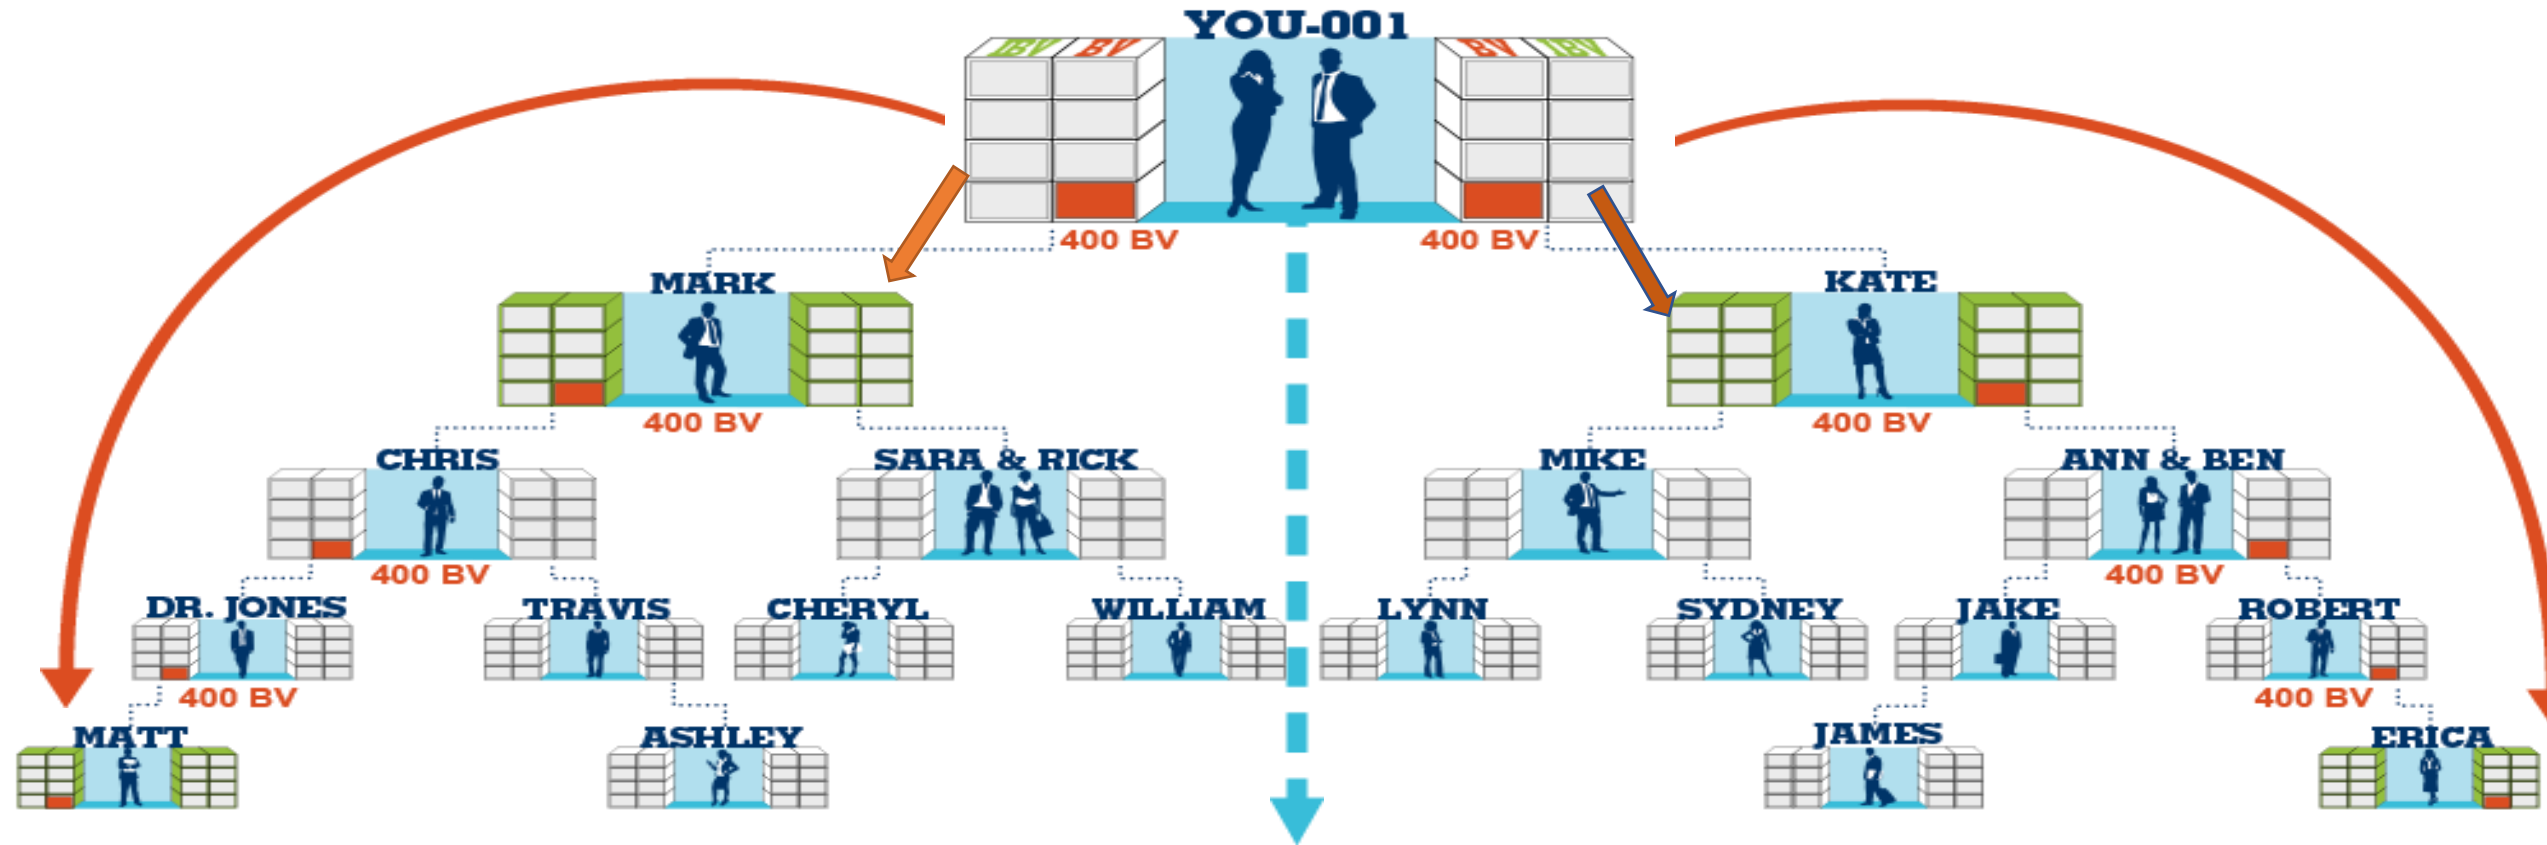 YOU-001
IBV BV BV IBV
400 BV 400 BV
MARK KATE
400 BV 400 BV
CHRIS SARA & RICK MIKE ANN & BEN
400 BV 400 BV
DR. JONES TRAVIS CHERYL WILLIAM LYNN SYDNEY JAKE ROBERT
400 BV 400 BV
MATT ASHLEY JAMES ERICA